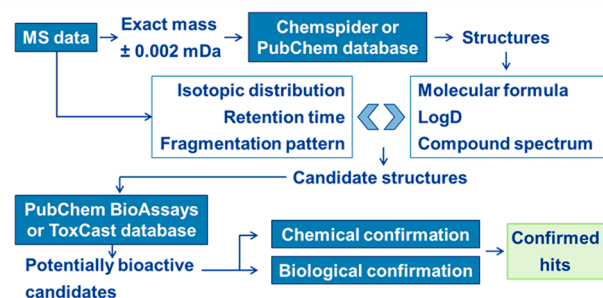 MS data
Exact mass
± 0.002 mDa
Chemspider or
PubChem database
Structures
Isotopic distribution
Retention time
Fragmentation pattern
Molecular formula
LogD
Compound spectrum
Candidate structures
PubChem BioAssays
or ToxCast database
Potentially bioactive
candidates
Chemical confirmation
Biological confirmation
Confirmed
hits